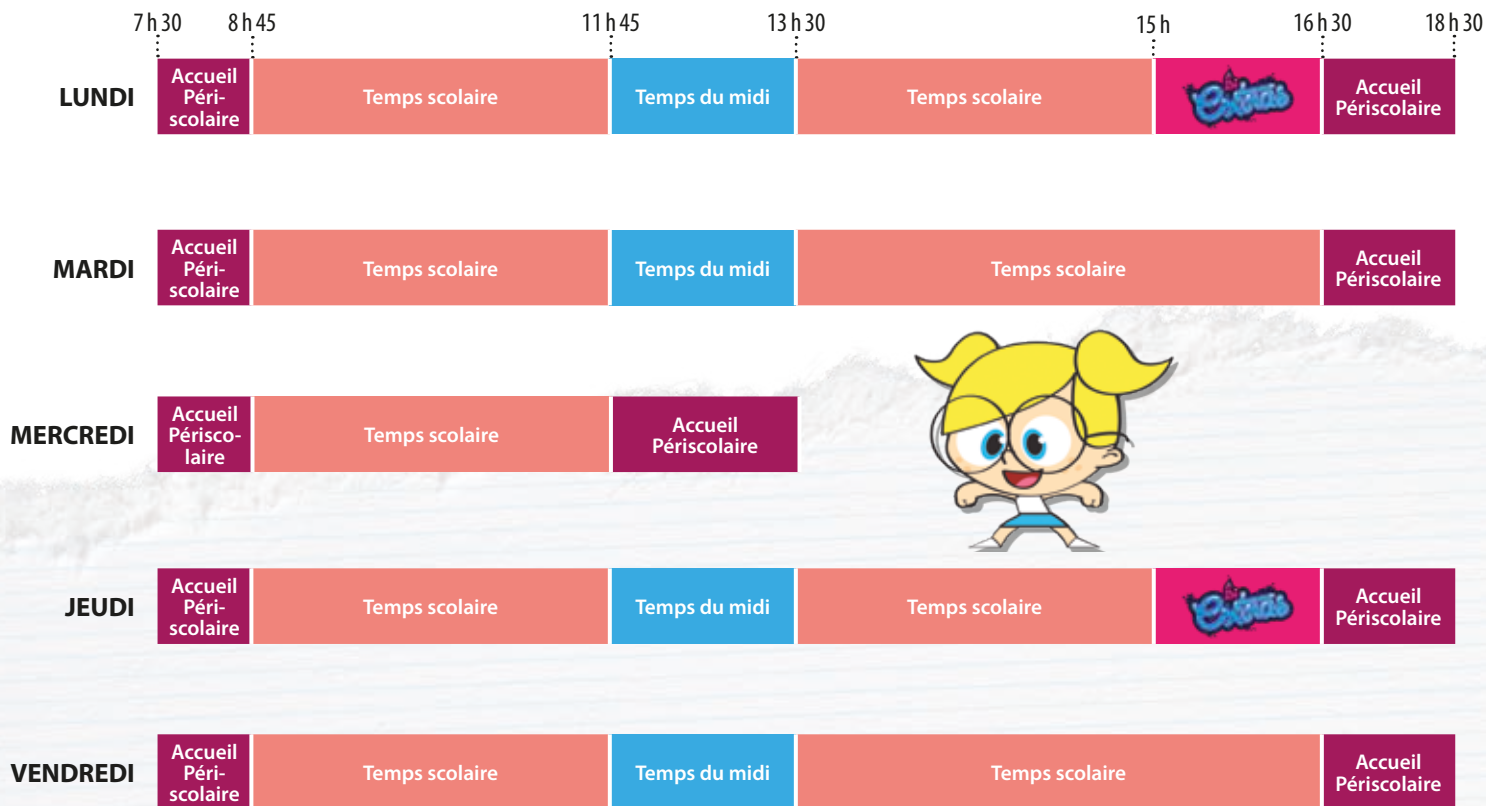 7 h 30 8 h 45 11 h 45 13 h 30 15 h 16 h 30 18 h 30
LUNDI
Accueil
Péri-
scolaire
Temps scolaire
Temps du midi
Temps scolaire
Extras
Accueil
Périscolaire
MARDI
Accueil
Péri-
scolaire
Temps scolaire
Temps du midi
Temps scolaire
Accueil
Périscolaire
MERCREDI
Accueil
Périsco-
laire
Temps scolaire
Accueil
Périscolaire
JEUDI
Accueil
Péri-
scolaire
Temps scolaire
Temps du midi
Temps scolaire
Extras
Accueil
Périscolaire
VENDREDI
Accueil
Péri-
scolaire
Temps scolaire
Temps du midi
Temps scolaire
Accueil
Périscolaire